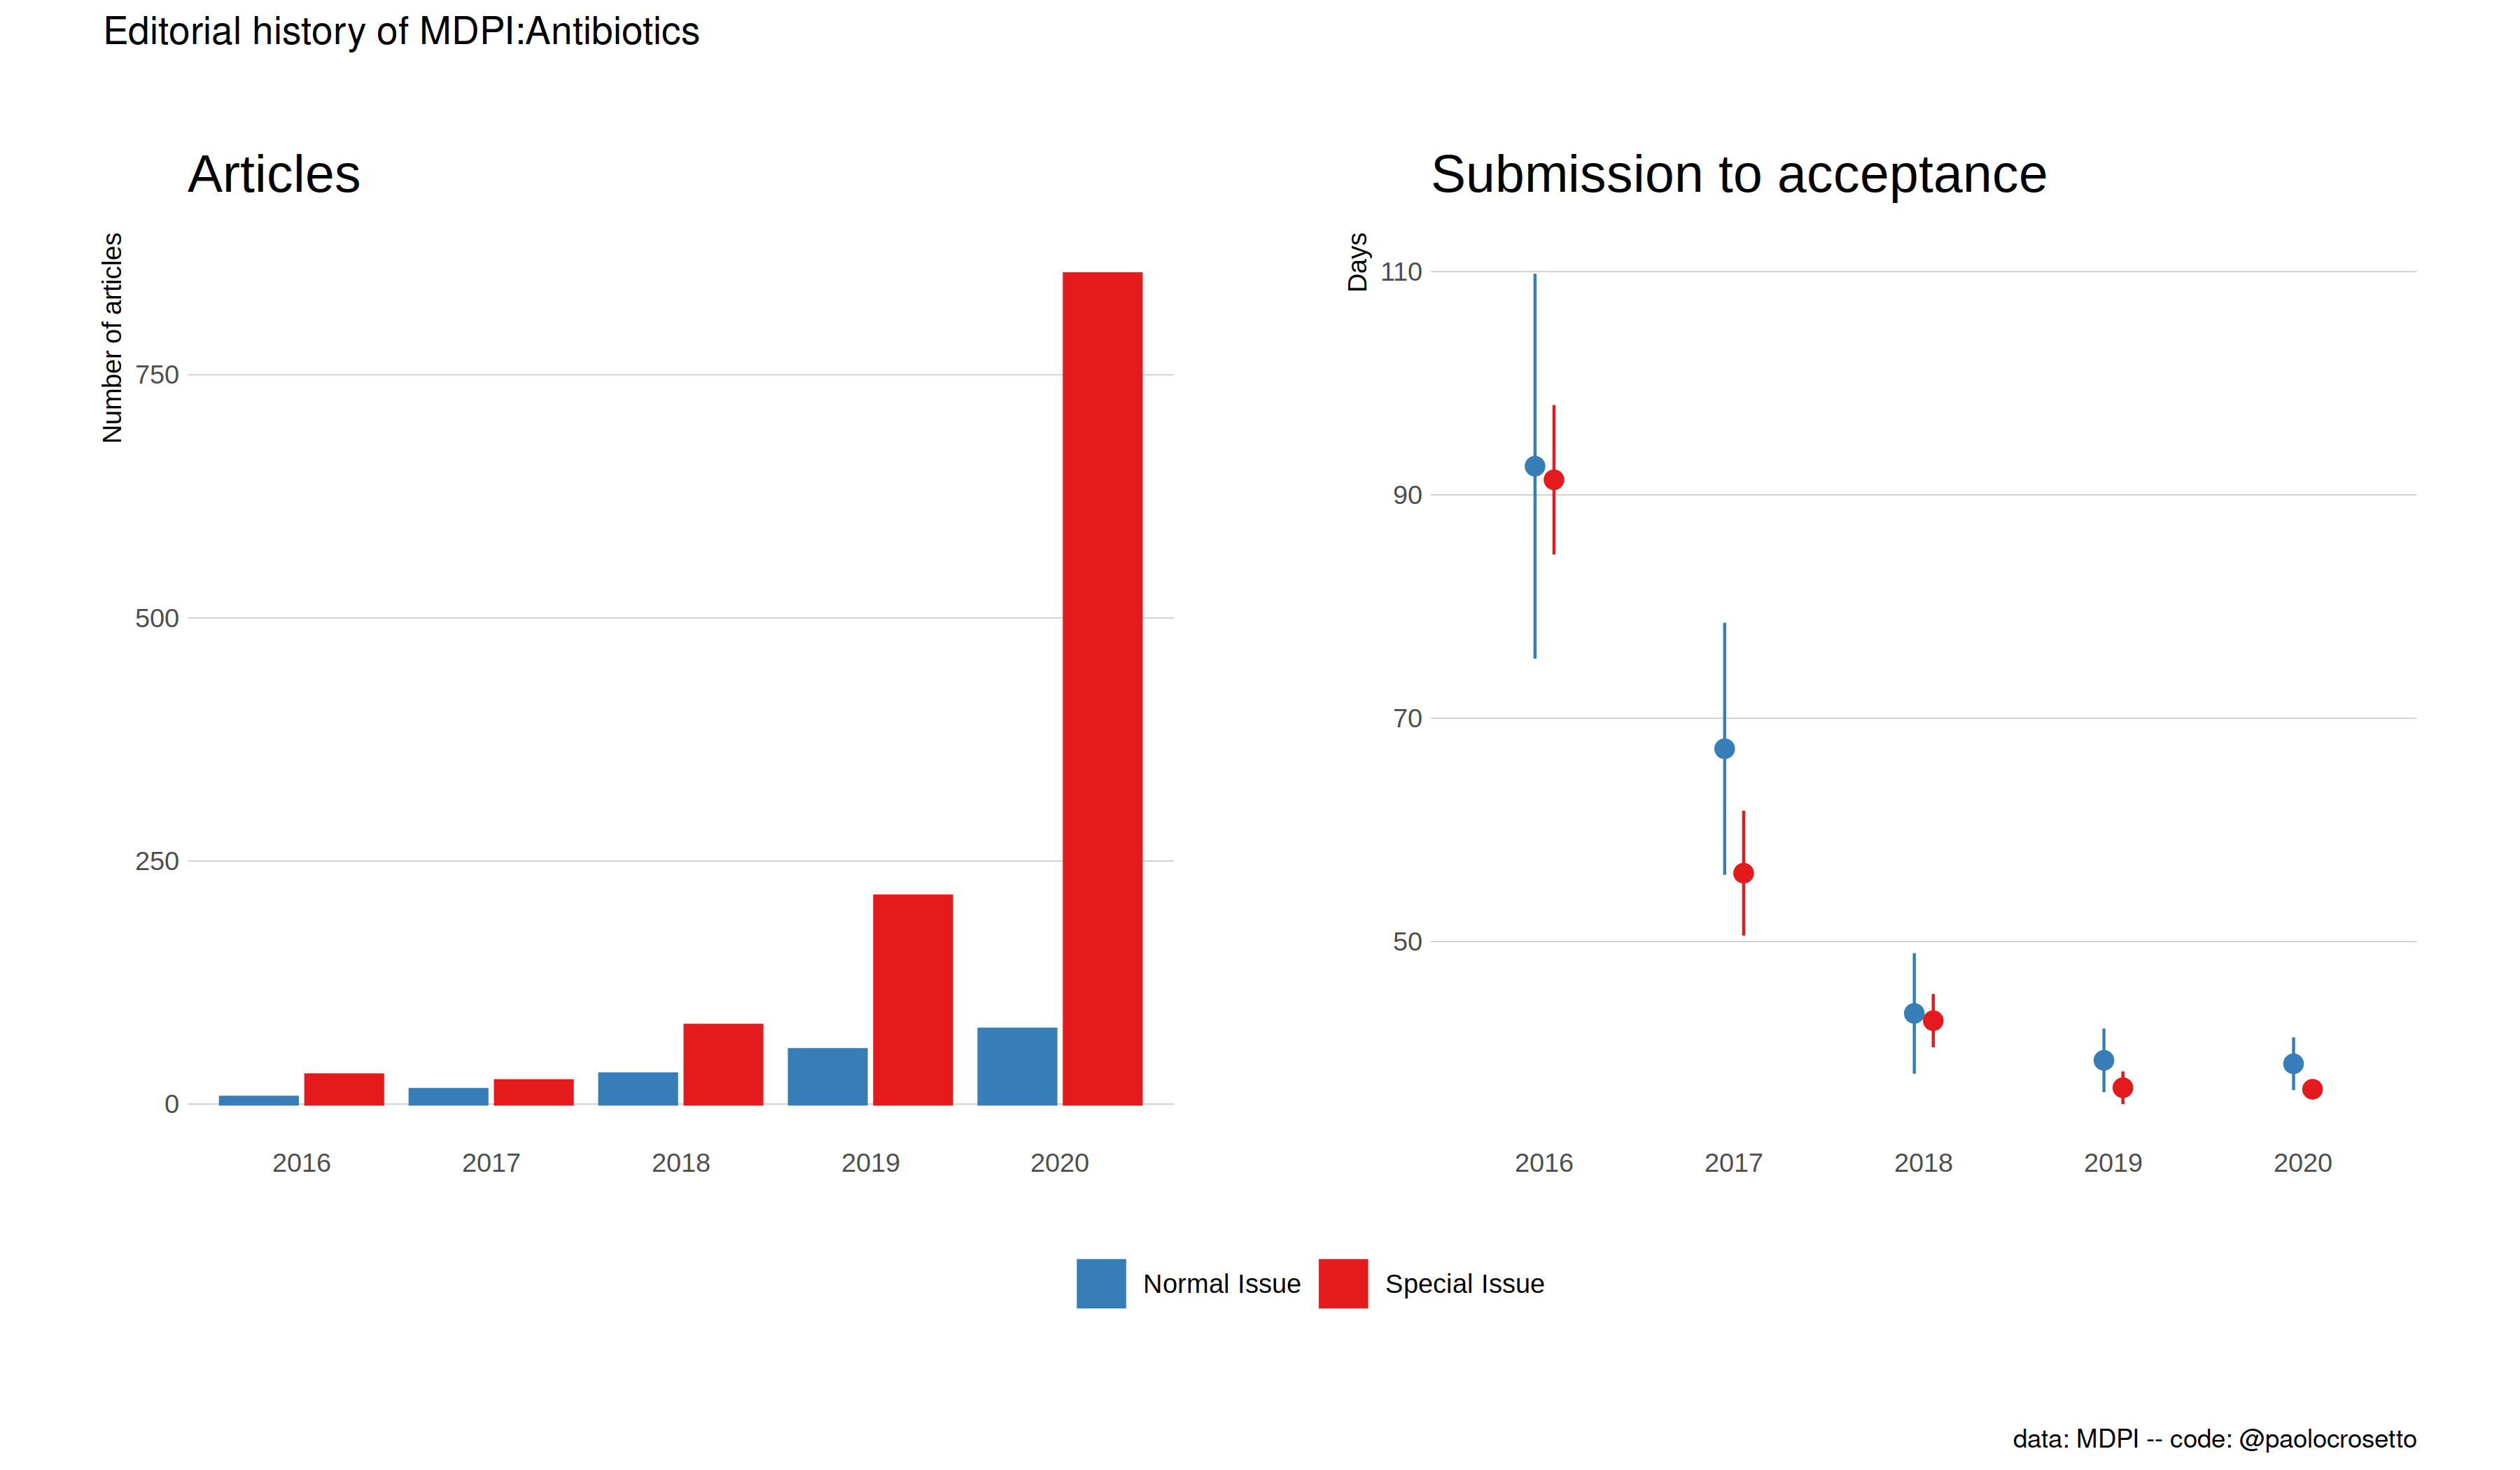 Editorial history of MDPI:Antibiotics
Articles
Number of articles
750
500
250
0
2016 2017 2018 2019 2020
Submission to acceptance
Days
110
90
70
50
2016 2017 2018 2019 2020
Normal Issue Special Issue
data: MDPI -- code: @paolocrosetto